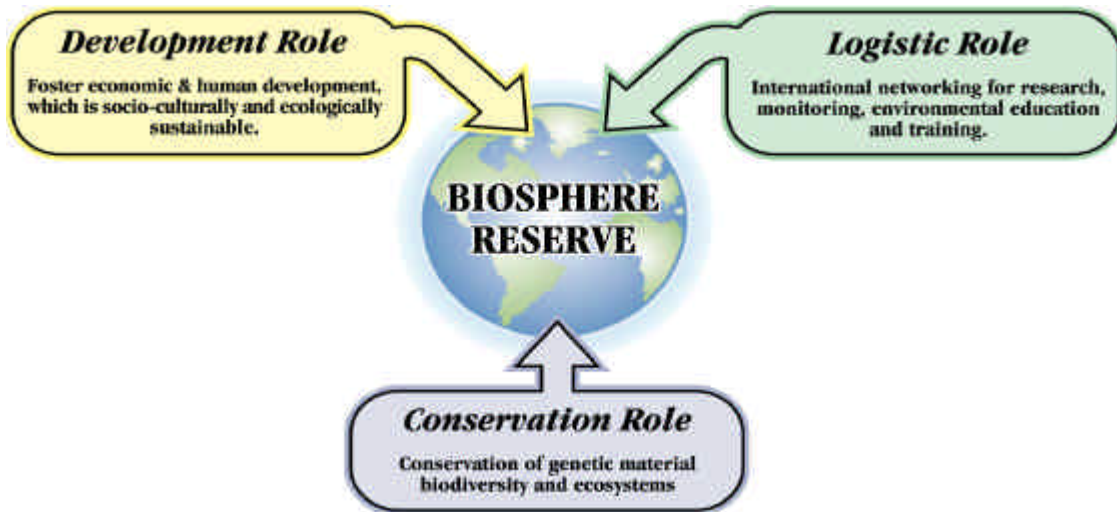 Development Role
Foster economic & human development,
which is socio-culturally and ecologically
sustainable.
Logistic Role
International networking for research,
monitoring, environmental education
and training.
BIOSPHERE
RESERVE
Conservation Role
Conservation of genetic material
biodiversity and ecosystems